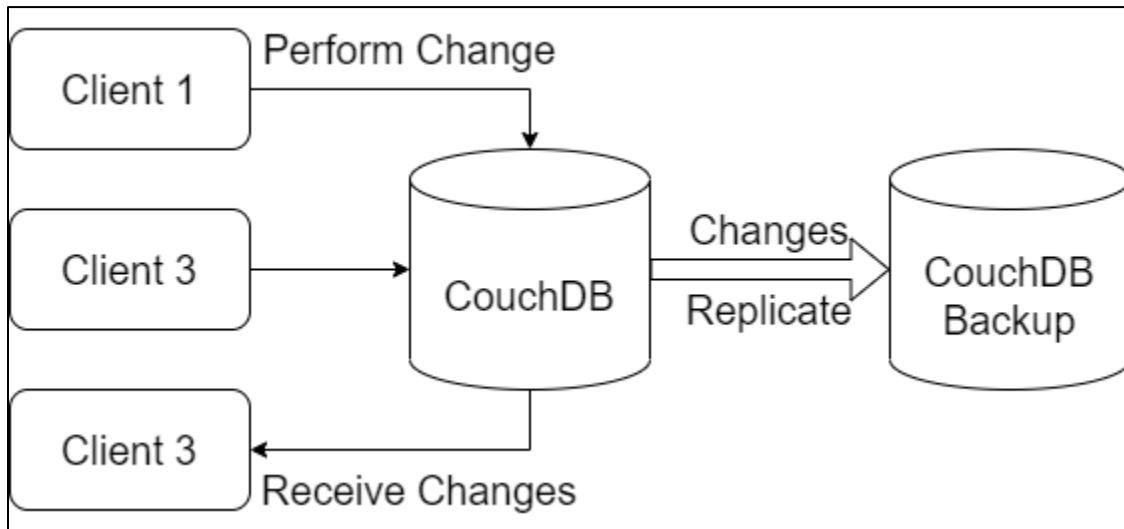 Client 1
Perform Change
Client 3
CouchDB
Changes
Replicate
CouchDB
Backup
Client 3
Receive Changes